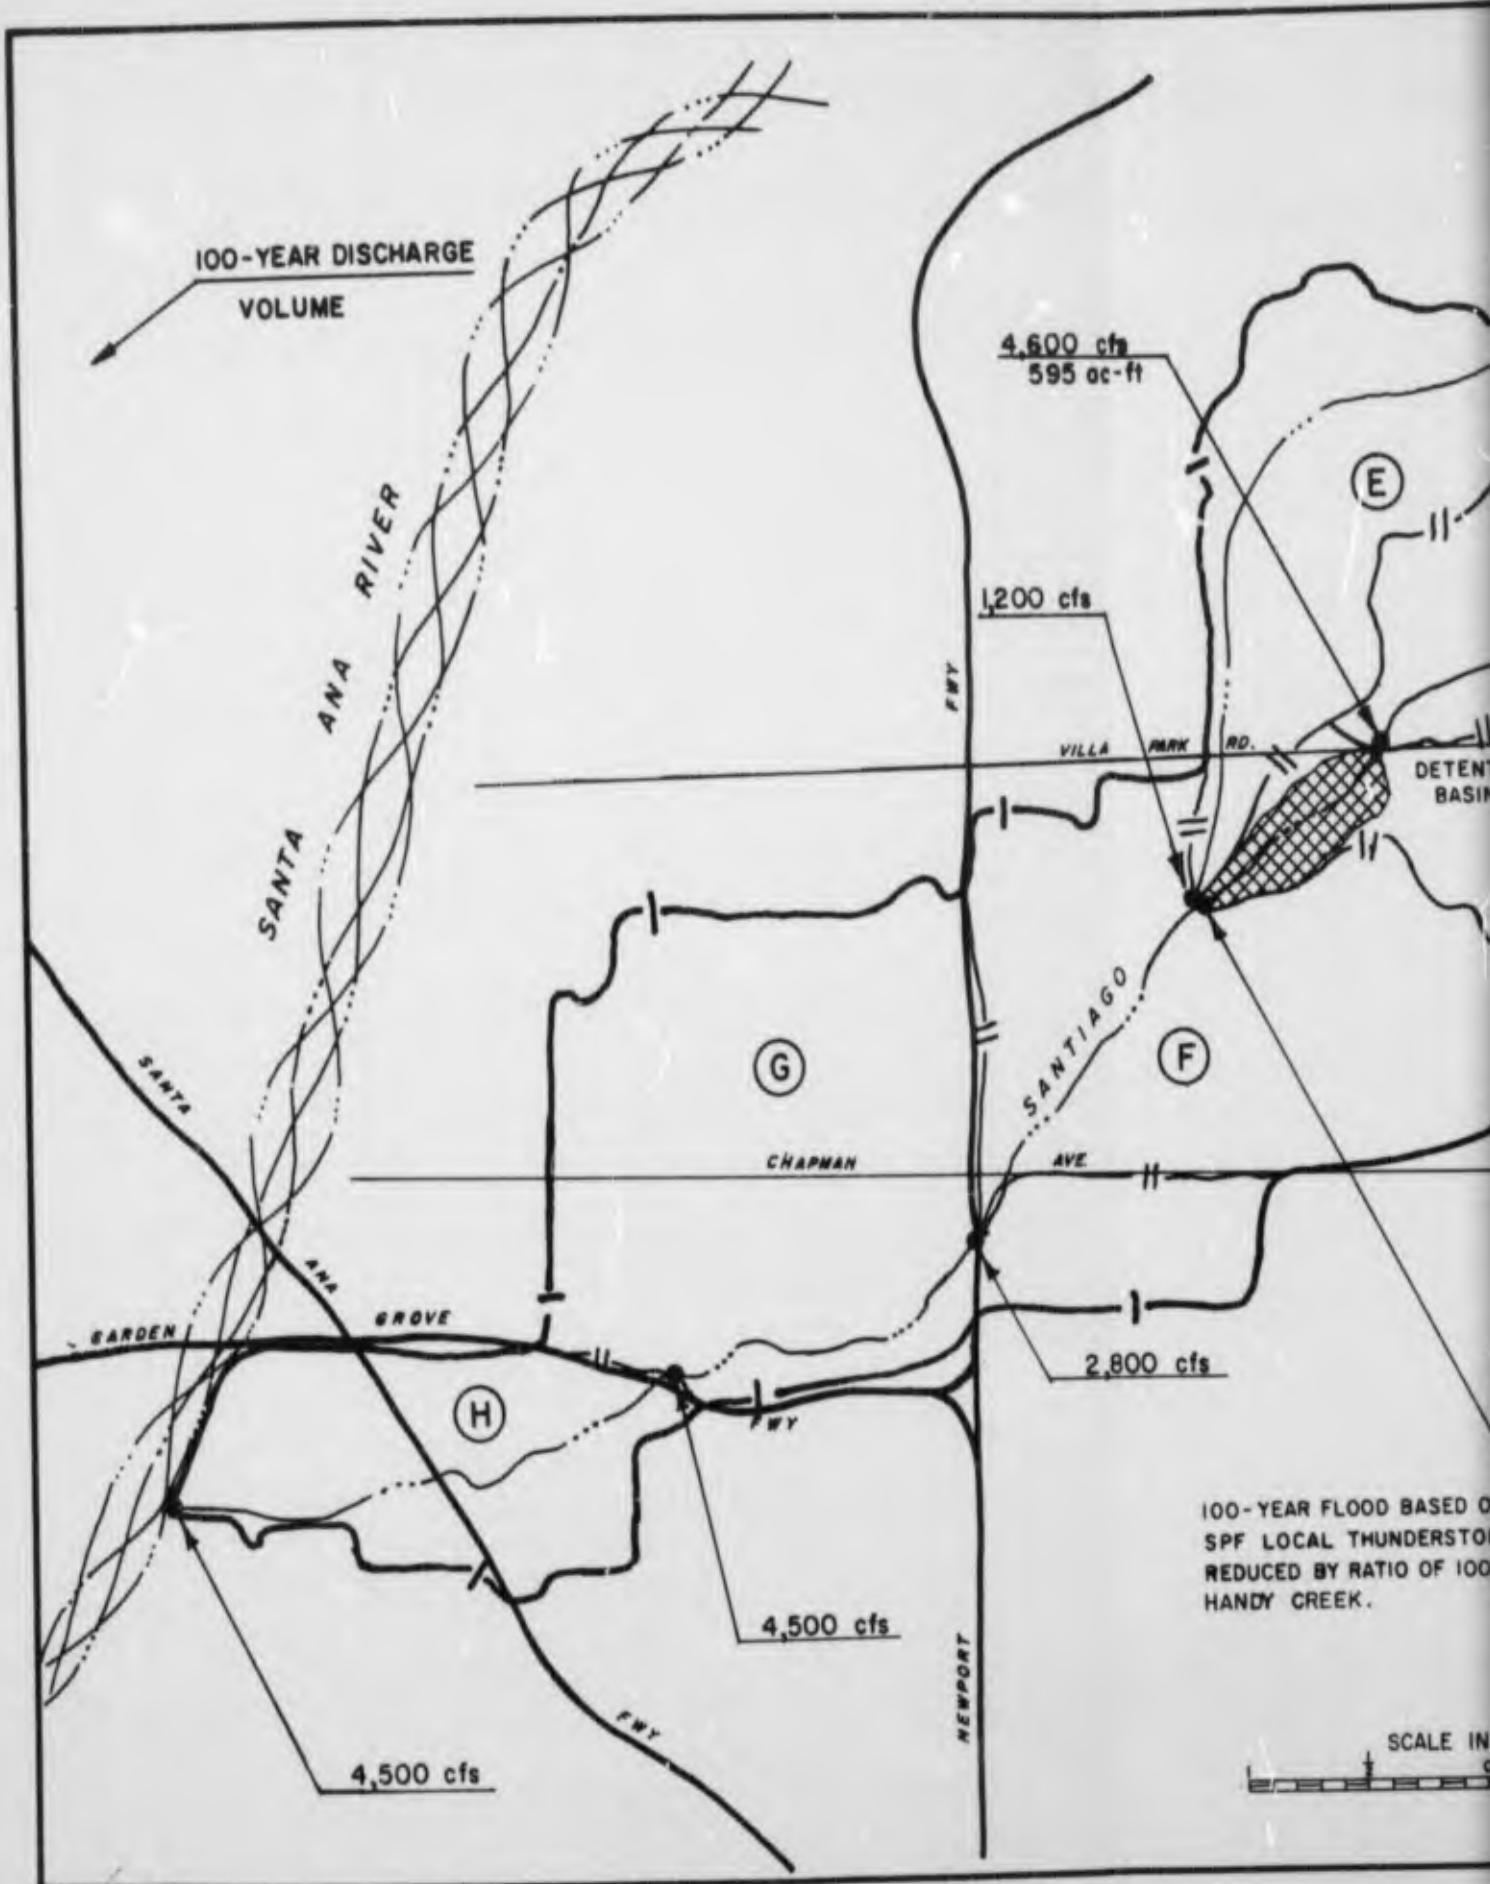 100-YEAR DISCHARGE
VOLUME
4,600 cfs
595 ac-ft
E
1,200 cfs
SANTA ANA RIVER
FWY
VILLA PARK RD.
DETENT
BASIN
SANTIAGO
G
F
SANTA
ANA
FWY
CHAPMAN AVE
GARDEN GROVE
FWY
2,800 cfs
H
4,500 cfs
4,500 cfs
NEWPORT
100-YEAR FLOOD BASED O
SPF LOCAL THUNDERSTO
REDUCED BY RATIO OF 100
HANDY CREEK.
SCALE IN